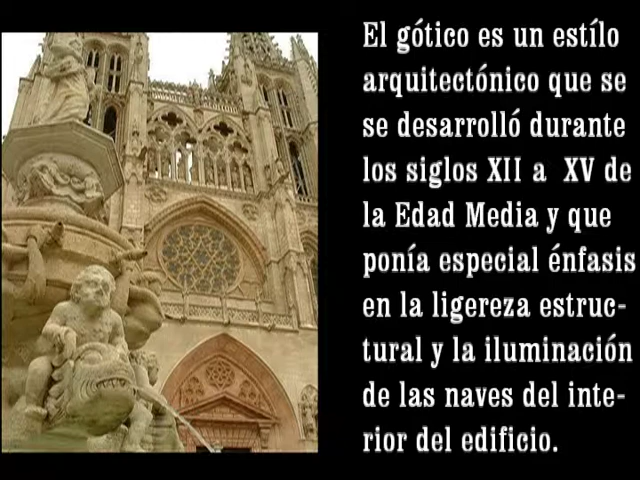 El gótico es un estílo
arquitectónico que se
se desarrolló durante
los siglos XII a XV de
la Edad Media y que
ponía especial énfasis
en la ligereza estruc-
tural y la iluminación
de las naves del inte-
rior del edificio.